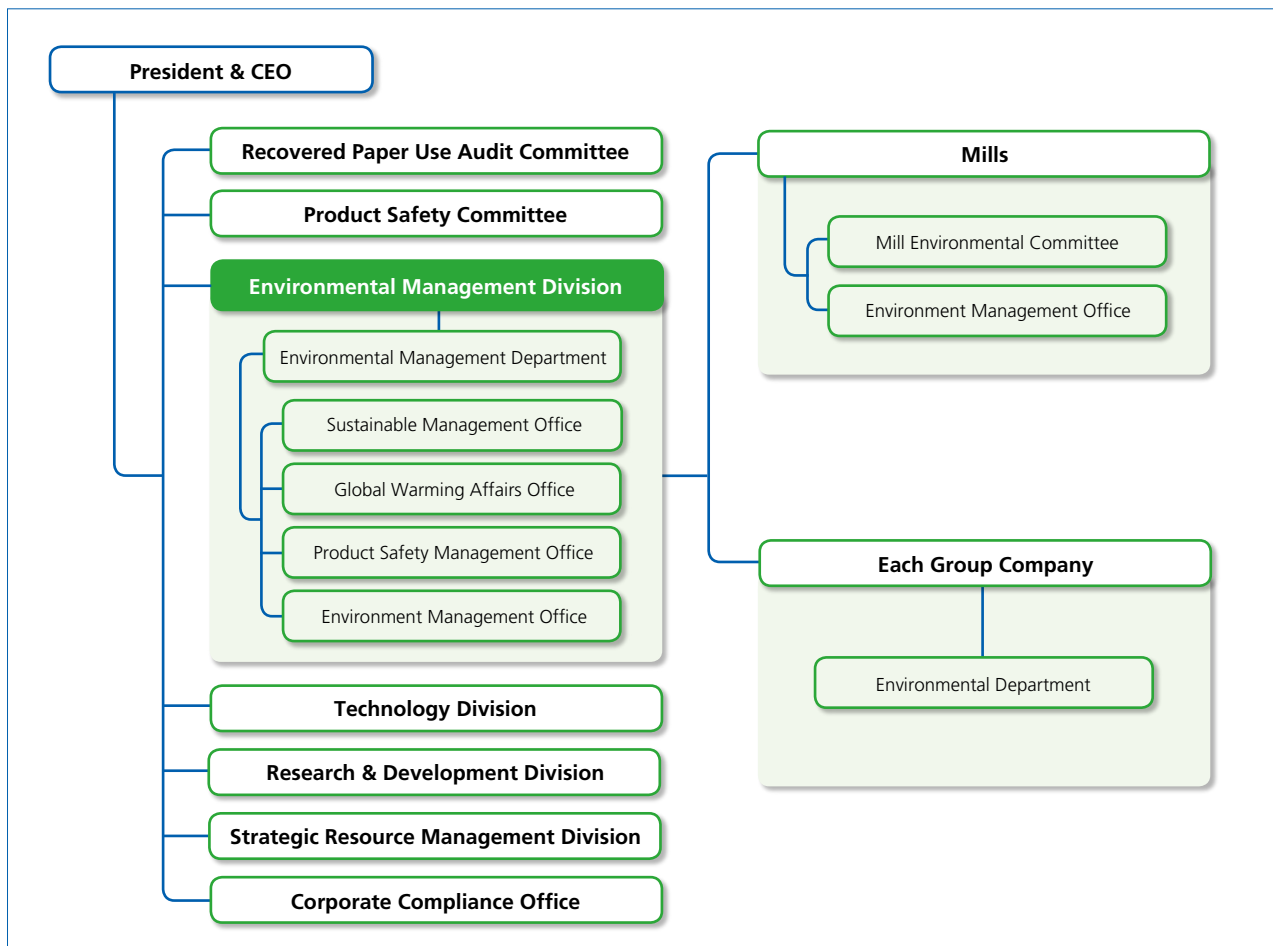 President & CEO
Recovered Paper Use Audit Committee
Product Safety Committee
Environmental Management Division
Environmental Management Department
Sustainable Management Office
Global Warming Affairs Office
Product Safety Management Office
Environment Management Office
Technology Division
Research & Development Division
Strategic Resource Management Division
Corporate Compliance Office
Mills
Mill Environmental Committee
Environment Management Office
Each Group Company
Environmental Department